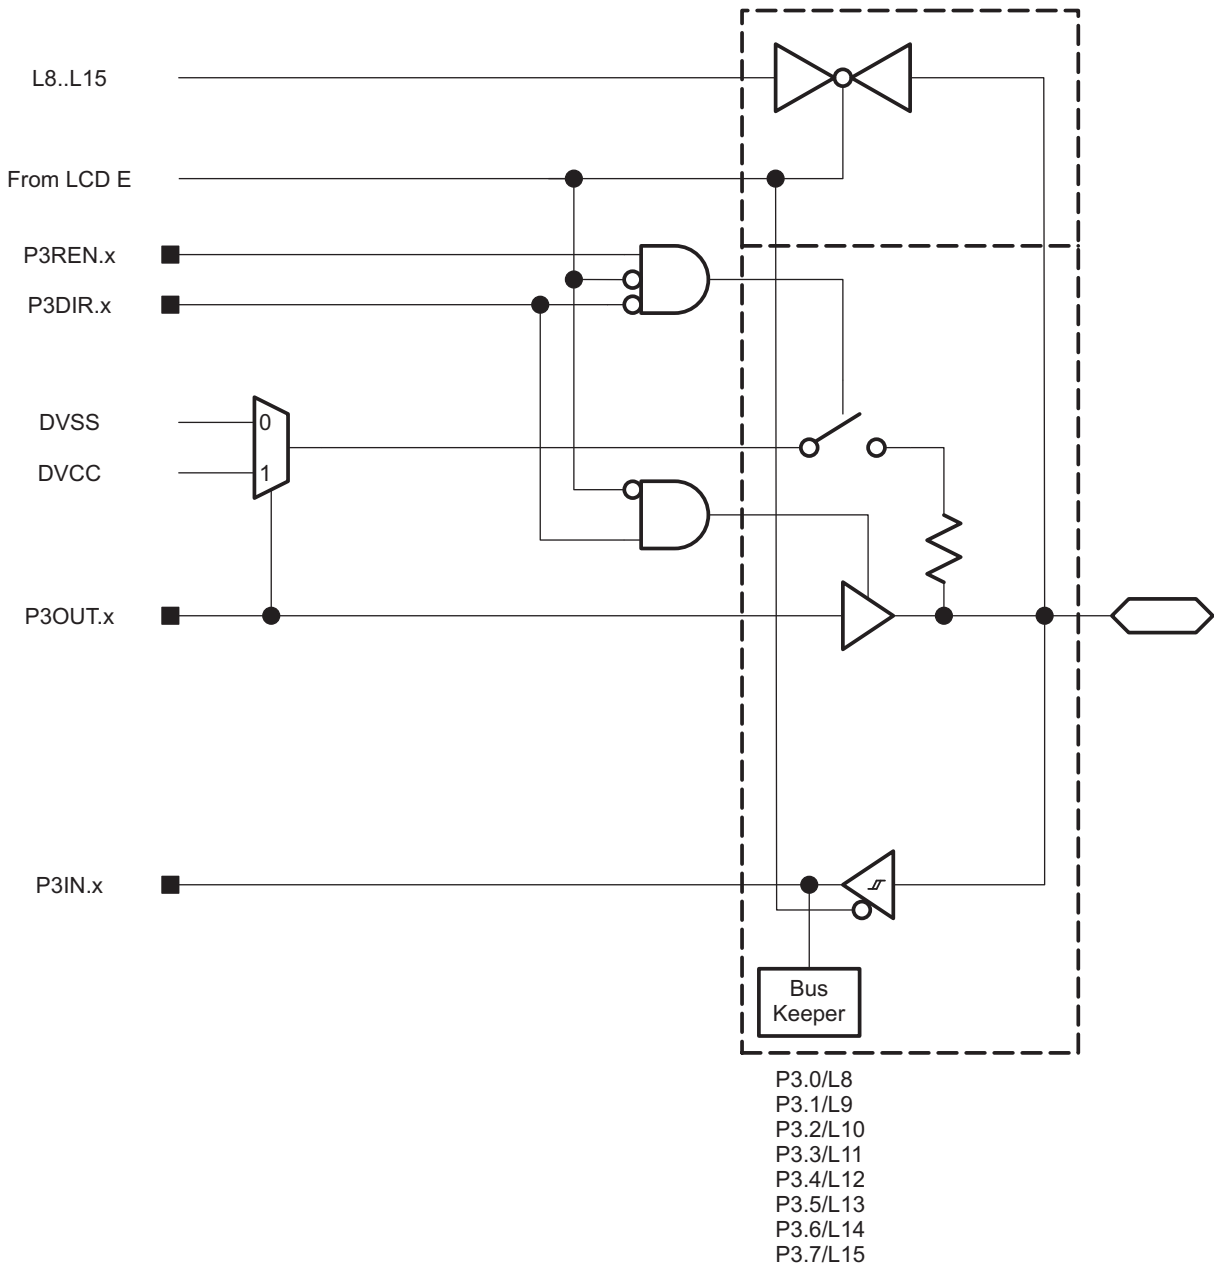 L8..L15
From LCD E
P3REN.x
P3DIR.x
DVSS
0
DVCC
1
P3OUT.x
P3IN.x
Bus
Keeper
P3.0/L8
P3.1/L9
P3.2/L10
P3.3/L11
P3.4/L12
P3.5/L13
P3.6/L14
P3.7/L15